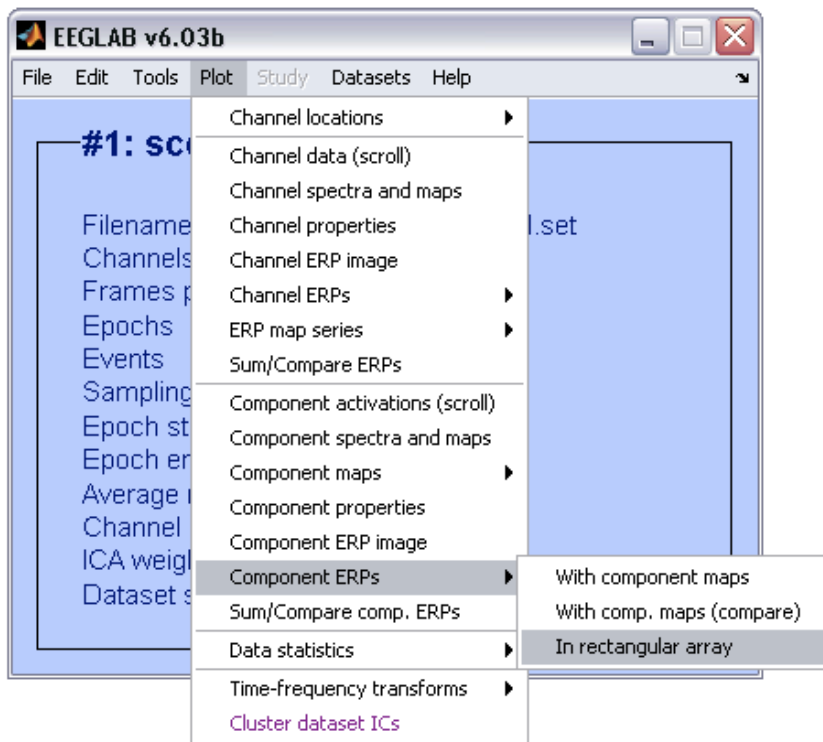 EEGLAB v6.03b
File Edit Tools Plot Study Datasets Help
#1: sc
Filename
.set
Channels
Frames
Epochs
Events
Sampling
Epoch st
Epoch en
Average
Channel
ICA weigl
Dataset s
Channel locations
Channel data (scroll)
Channel spectra and maps
Channel properties
Channel ERP image
Channel ERPs
ERP map series
Sum/Compare ERPs
Component activations (scroll)
Component spectra and maps
Component maps
Component properties
Component ERP image
Component ERPs
Sum/Compare comp. ERPs
Data statistics
Time-frequency transforms
Cluster dataset ICs
With component maps
With comp. maps (compare)
In rectangular array